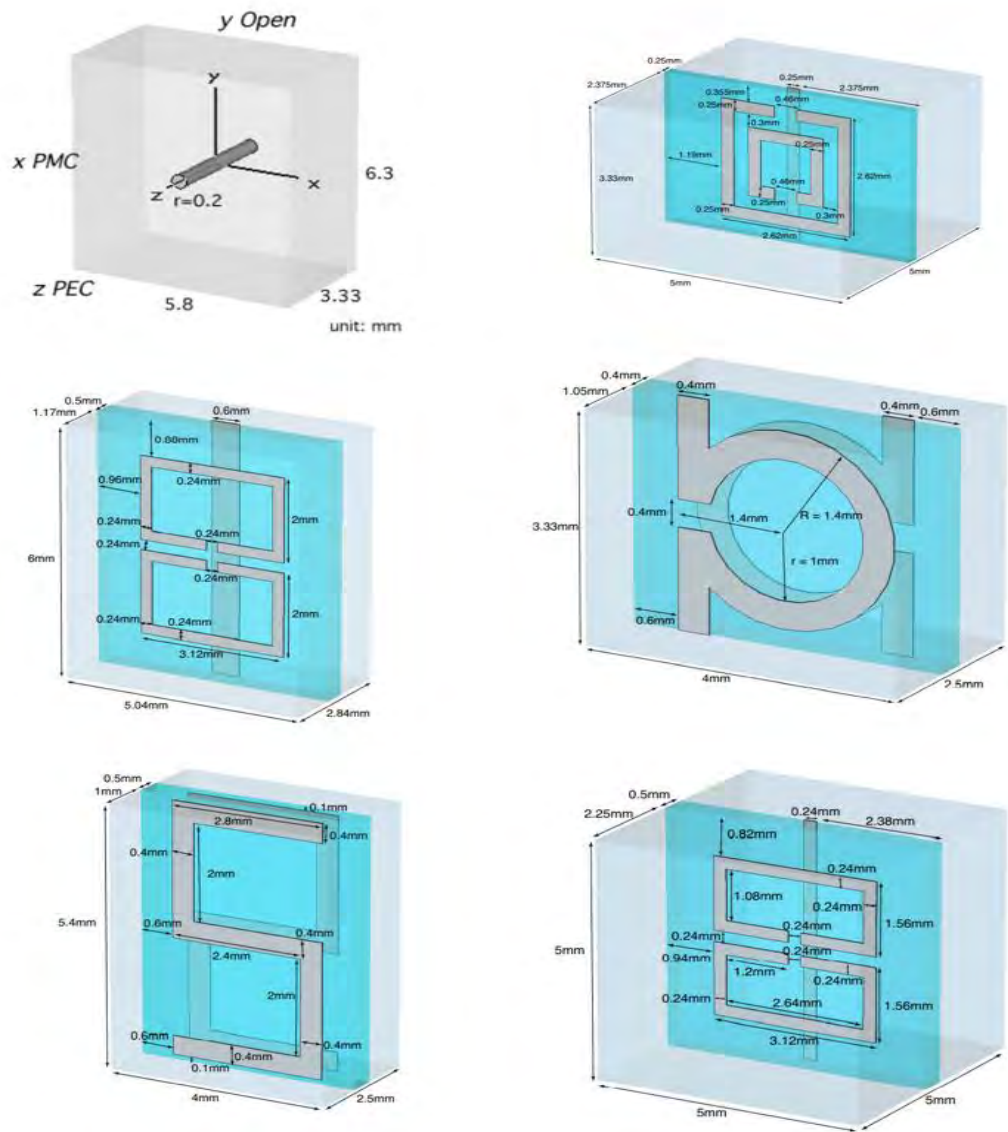 y Open
y
x PMC
x
z
r=0.2
6.3
z PEC
5.8
3.33
unit: mm
0.25mm
2.375mm
0.25mm
0.355mm
2.375mm
0.25mm
0.46mm
0.3mm
0.25mm
1.19mm
3.33mm
2.62mm
0.46mm
0.25mm
0.25mm
0.3mm
2.62mm
5mm
5mm
0.5mm
1.17mm
0.6mm
0.88mm
0.24mm
0.96mm
2mm
0.24mm
0.24mm
0.24mm
6mm
0.24mm
2mm
0.24mm
0.24mm
3.12mm
5.04mm
2.84mm
0.4mm
1.05mm
0.4mm
0.4mm
0.6mm
0.4mm
1.4mm
R = 1.4mm
3.33mm
r = 1mm
0.6mm
4mm
2.5mm
0.5mm
1mm
0.1mm
2.8mm
0.4mm
0.4mm
2mm
5.4mm
0.6mm
0.4mm
2.4mm
2mm
0.6mm
0.4mm
0.4mm
0.1mm
4mm
2.5mm
0.5mm
2.25mm
0.24mm
2.38mm
0.82mm
0.24mm
1.08mm
0.24mm
1.56mm
0.24mm
0.24mm
0.24mm
5mm
0.94mm
1.2mm
0.24mm
0.24mm
2.64mm
1.56mm
3.12mm
5mm
5mm